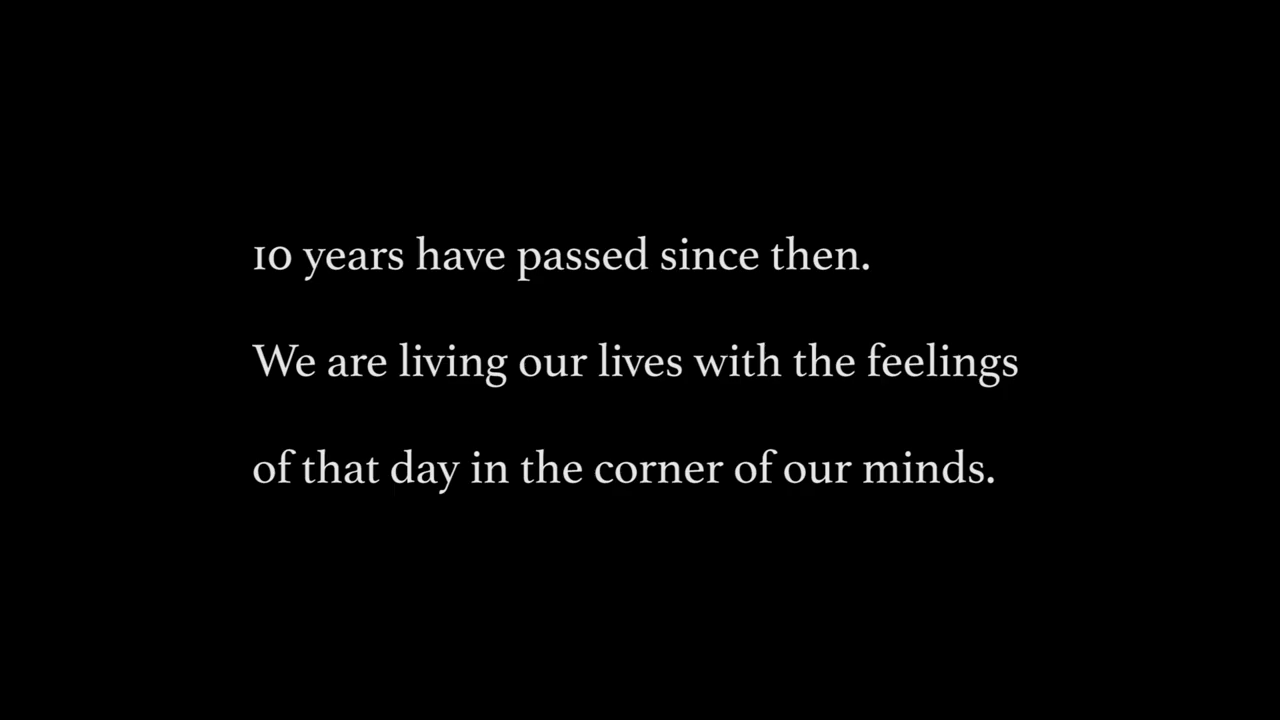 10 years have passed since then.
We are living our lives with the feelings
of that day in the corner of our minds.